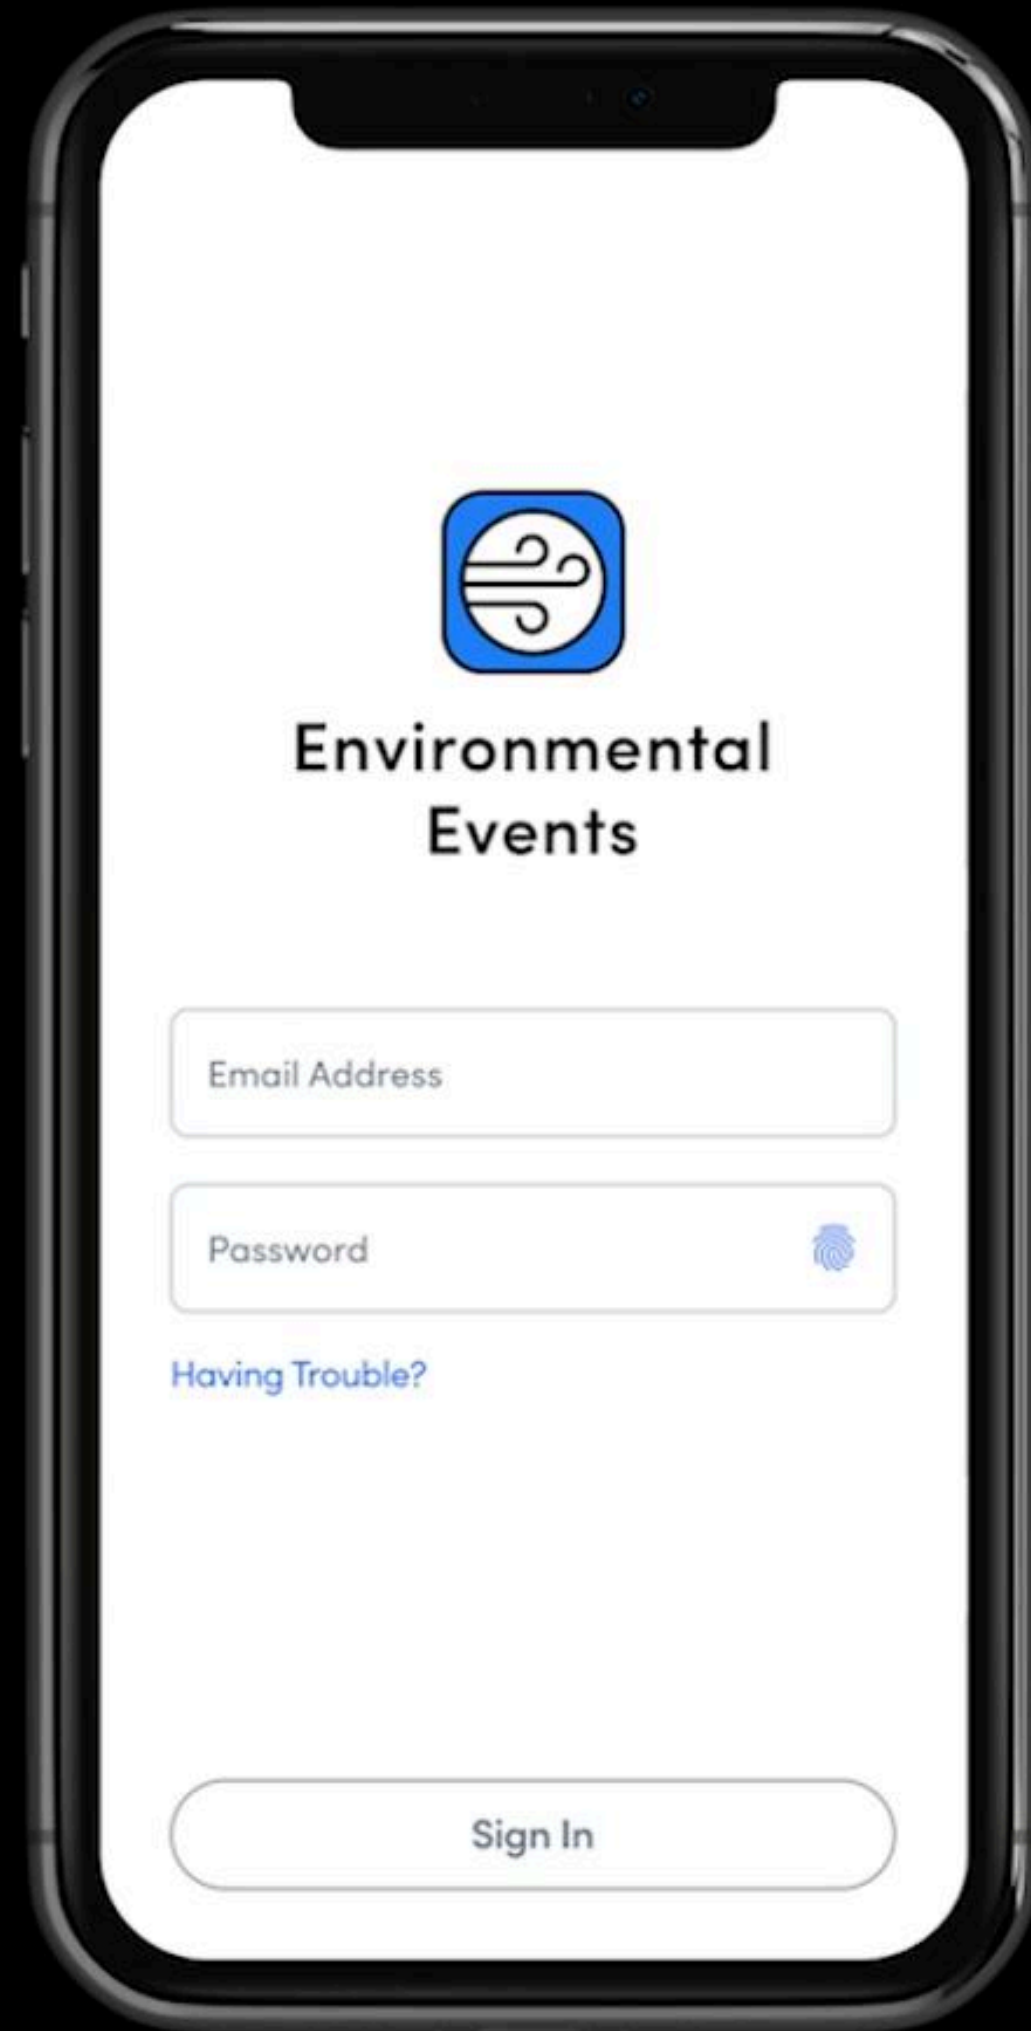 Environmental
Events
Email Address
Password
Having Trouble?
Sign In